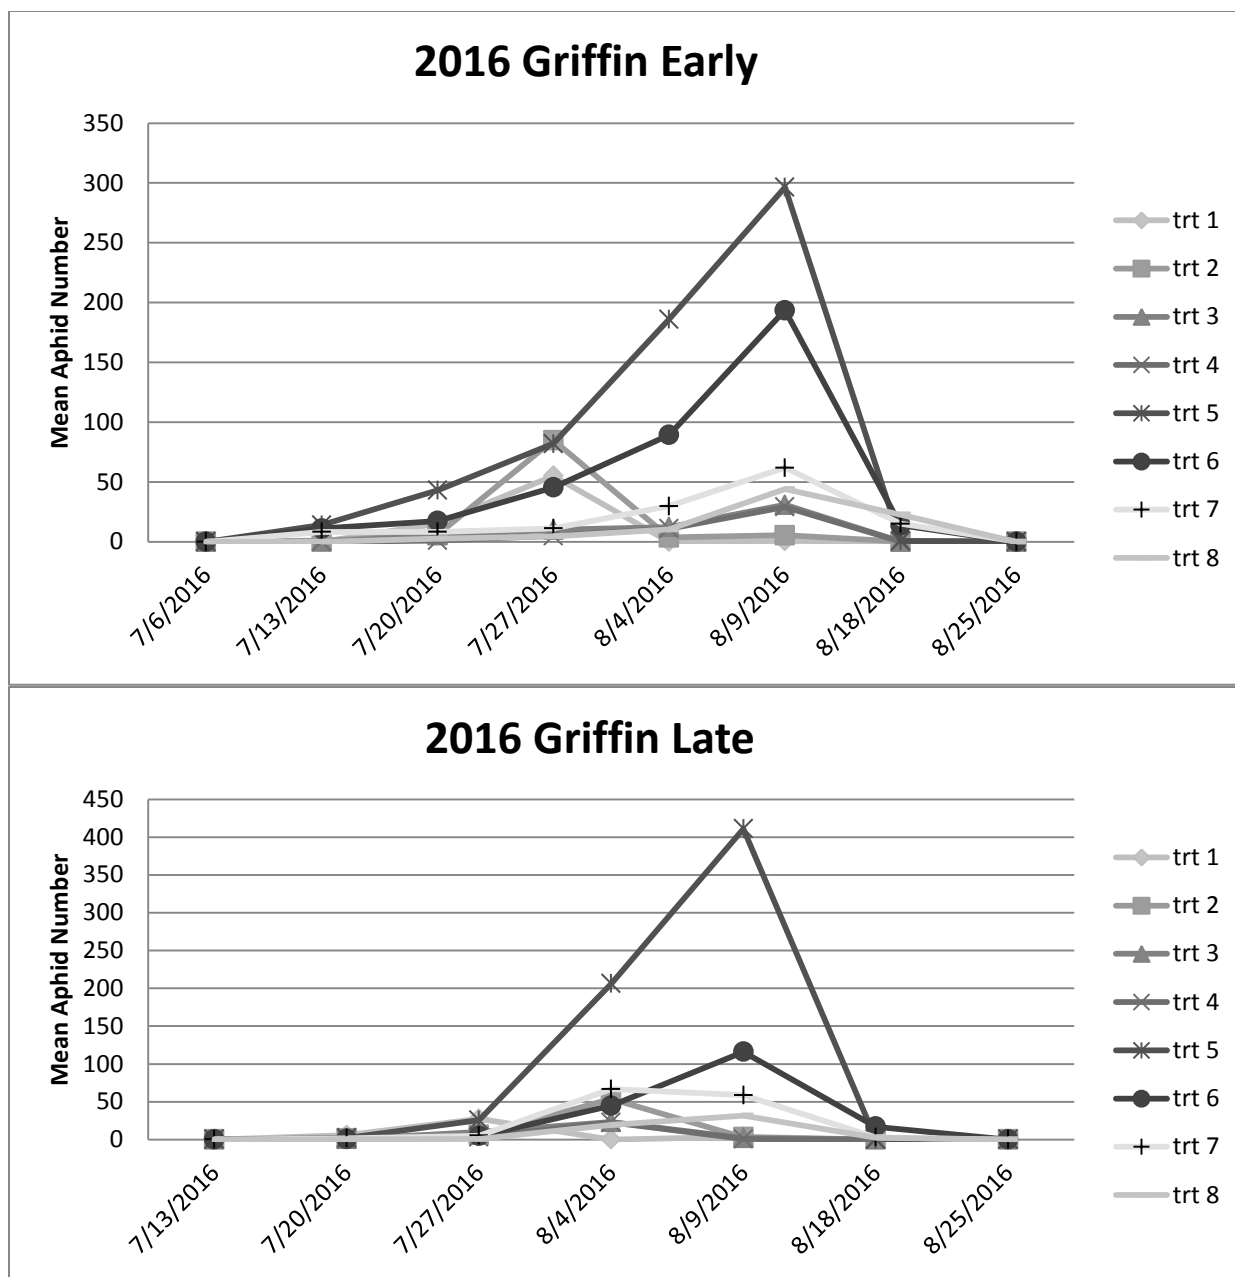 2016 Griffin Early
Mean Aphid Number
350
300
250
200
150
100
50
0
7/6/2016
7/13/2016
7/20/2016
7/27/2016
8/4/2016
8/9/2016
8/18/2016
8/25/2016
trt 1
trt 2
trt 3
trt 4
trt 5
trt 6
trt 7
trt 8
2016 Griffin Late
Mean Aphid Number
450
400
350
300
250
200
150
100
50
0
7/13/2016
7/20/2016
7/27/2016
8/4/2016
8/9/2016
8/18/2016
8/25/2016
trt 1
trt 2
trt 3
trt 4
trt 5
trt 6
trt 7
trt 8